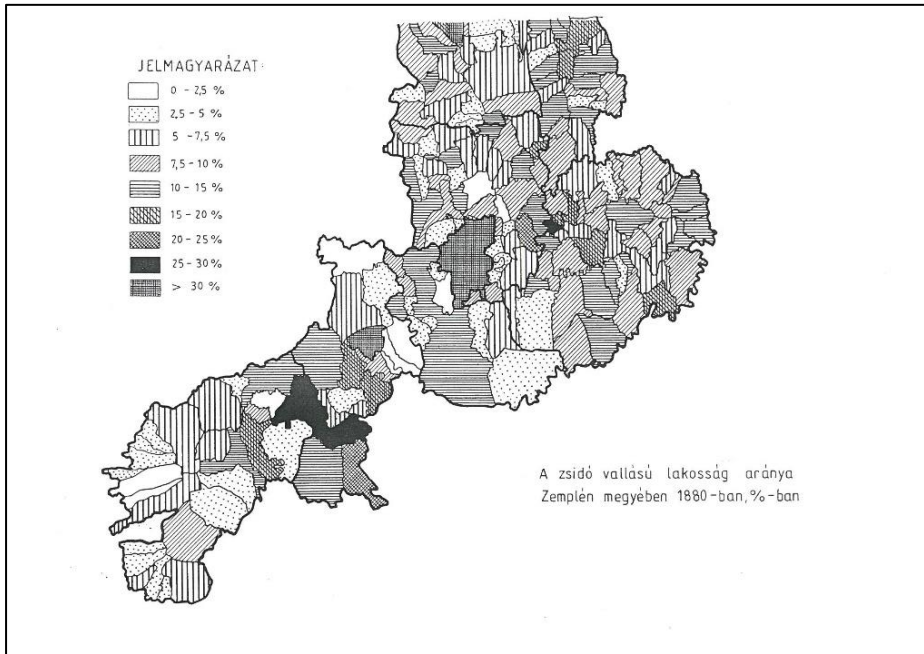 JELMAGYARÁZAT:
0 - 2,5 %
2,5 - 5 %
5 - 7,5 %
7,5 - 10 %
10 - 15 %
15 - 20 %
20 - 25 %
25 - 30 %
> 30 %
A zsidó vallású lakosság aránya
Zemplén megyében 1880-ban, %-ban